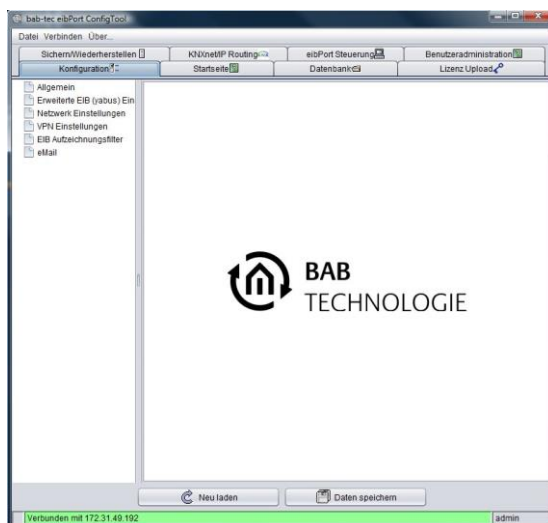 bab-tec eibPort ConfigTool
Datei Verbinden Über...
Sichern/Wiederherstellen
KNXnet/IP Routing
eibPort Steuerung
Benutzeradministration
Konfiguration
Startseite
Datenbank
Lizenz Upload
Allgemein
Erweiterte EIB (yabus) Ein
Netzwerk Einstellungen
VPN Einstellungen
EIB Aufzeichnungsfilter
eMail
BAB
TECHNOLOGIE
Neu laden
Daten speichern
Verbunden mit 172.31.49.192
admin